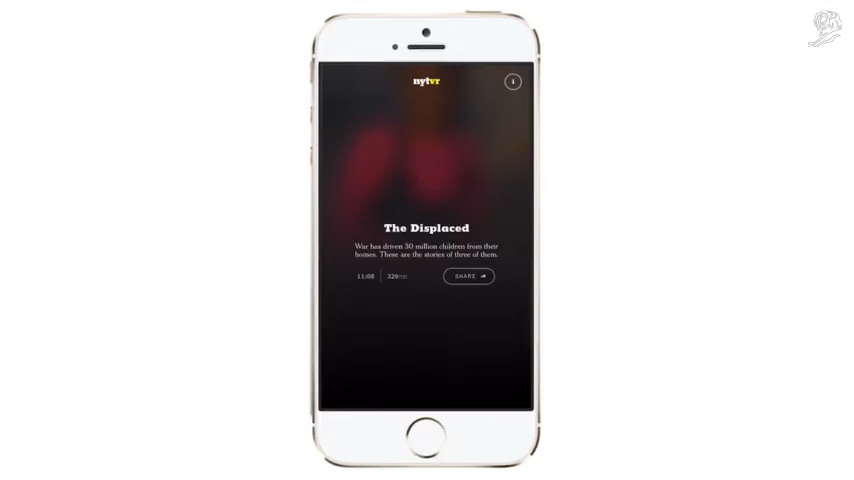 nytvr
The Displaced
War has driven 30 million children from their
homes. These are the stories of three of them.
11:08 329MB SHARE